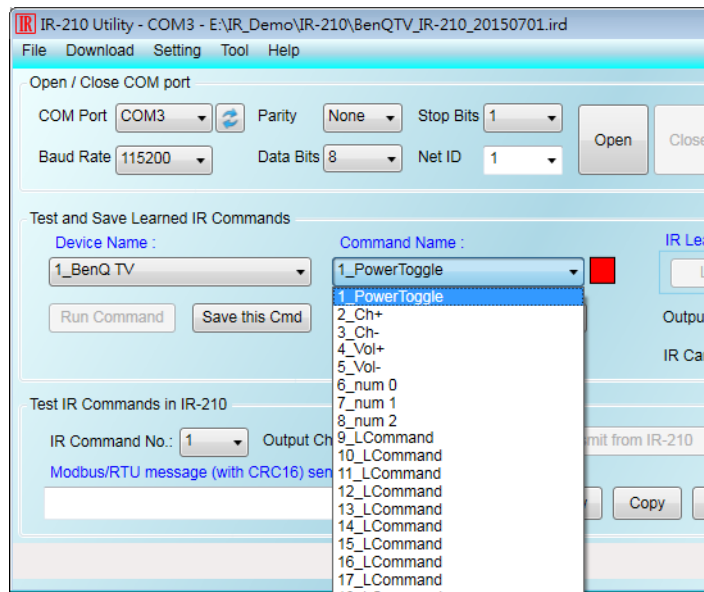 IR IR-210 Utility - COM3 - E:\IR_Demo\IR-210\BenQTV_IR-210_20150701.ird
File Download Setting Tool Help
Open / Close COM port
COM Port COM3 Parity None Stop Bits 1 Open Close
Baud Rate 115200 Data Bits 8 Net ID 1
Test and Save Learned IR Commands
Device Name : Command Name : IR Lea
1_BenQ TV 1_PowerToggle L
1_PowerToggle
Run Command Save this Cmd 2_Ch+ Outpu
3_Ch-
4_Vol+ IR Car
5_Vol-
6_num 0
7_num 1
8_num 2
Test IR Commands in IR-210
IR Command No.: 1 Output Ch 9_LCommand mit from IR-210
10_LCommand
Modbus/RTU message (with CRC16) sen 11_LCommand
12_LCommand
13_LCommand Copy
14_LCommand
15_LCommand
16_LCommand
17_LCommand